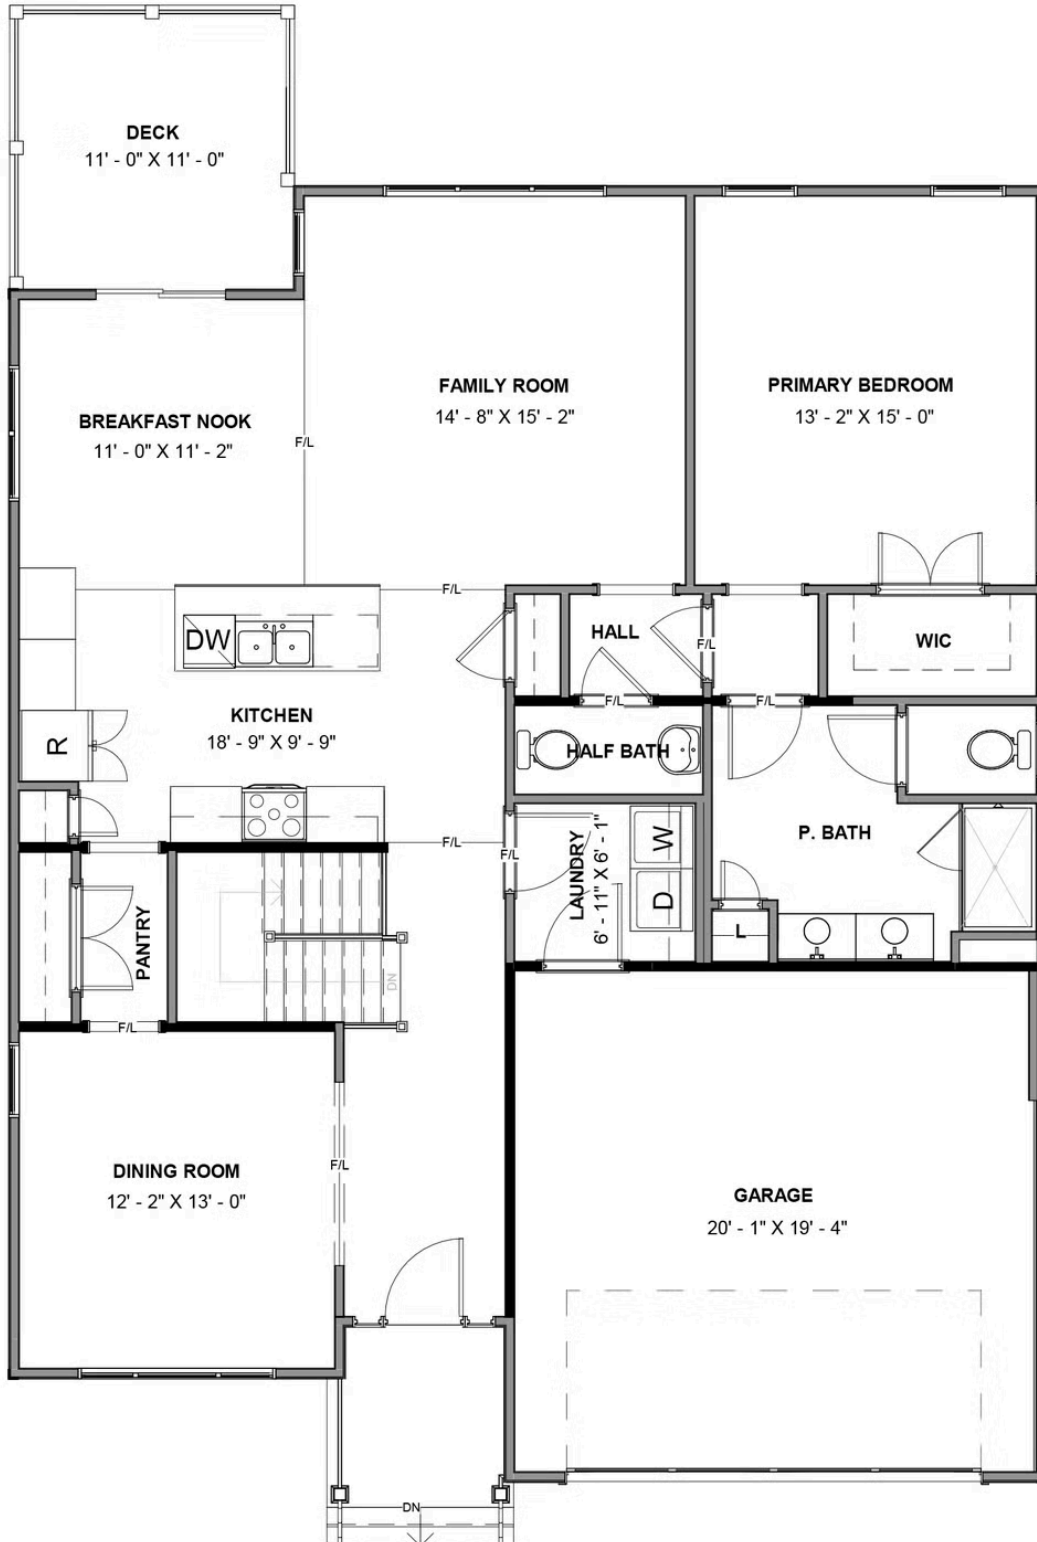 DECK
11' - 0" X 11' - 0"
FAMILY ROOM
14' - 8" X 15' - 2"
PRIMARY BEDROOM
13' - 2" X 15' - 0"
BREAKFAST NOOK
11' - 0" X 11' - 2"
F/L
F/L
HALL
F/L
WIC
DW
F/L
F/L
KITCHEN
18' - 9" X 9' - 9"
R
HALF BATH
P. BATH
F/L
F/L
LAUNDRY
6' - 11" X 6' - 1"
W
D
L
PANTRY
DN
F/L
DINING ROOM
12' - 2" X 13' - 0"
F/L
GARAGE
20' - 1" X 19' - 4"
DN